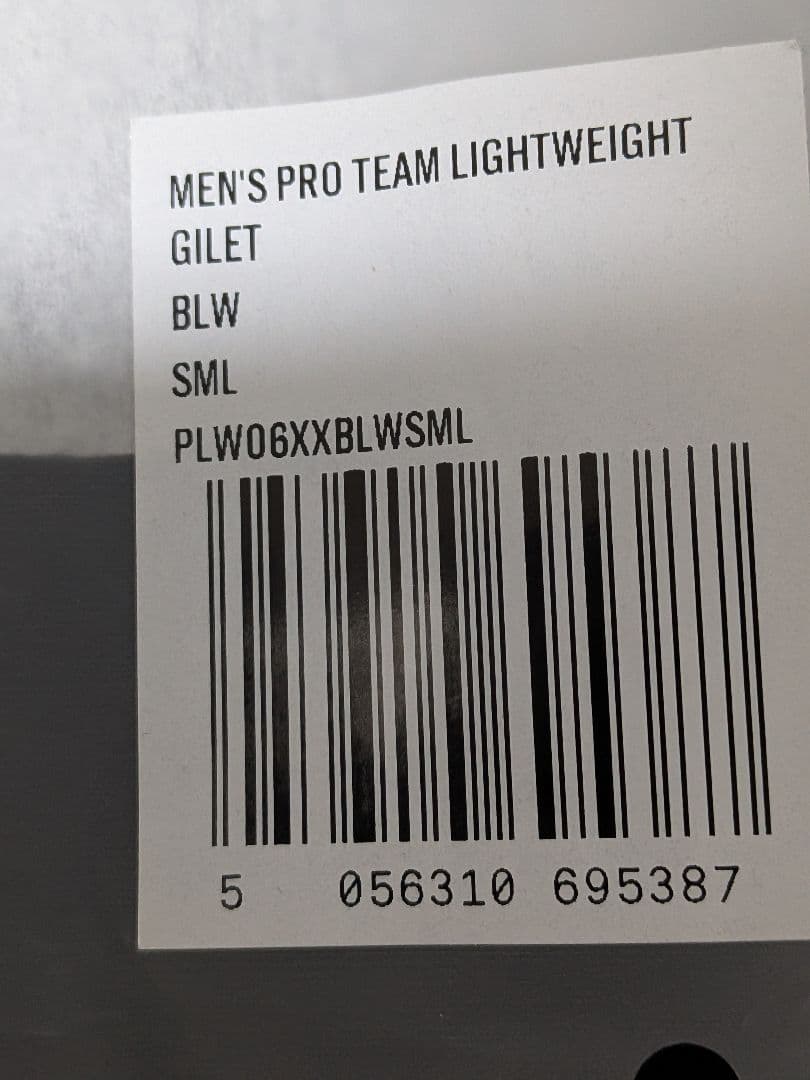 MEN'S PRO TEAM LIGHTWEIGHT
GILET
BLW
SML
PLW06XXBLWSML
5 056310 695387